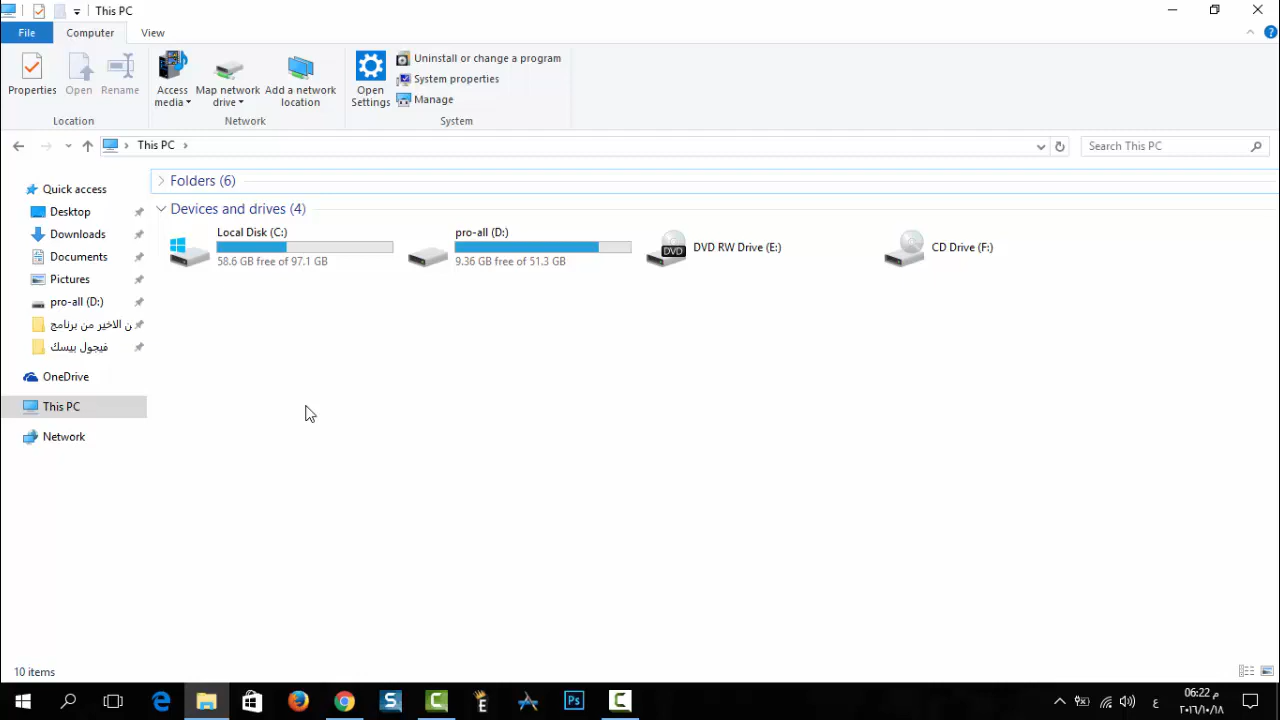 This PC
File
Computer
View
Properties
Open
Rename
Access media
Map network drive
Add a network location
Open Settings
Uninstall or change a program
System properties
Manage
Location
Network
System
This PC
Search This PC
Quick access
Desktop
Downloads
Documents
Pictures
pro-all (D:)
ن الاخير من برنامج
فيجول بيسك
OneDrive
This PC
Network
Folders (6)
Devices and drives (4)
Local Disk (C:)
58.6 GB free of 97.1 GB
pro-all (D:)
9.36 GB free of 51.3 GB
DVD
DVD RW Drive (E:)
CD Drive (F:)
10 items
Ps
ع
06:22 م
٢٠١٦/١٠/١٨